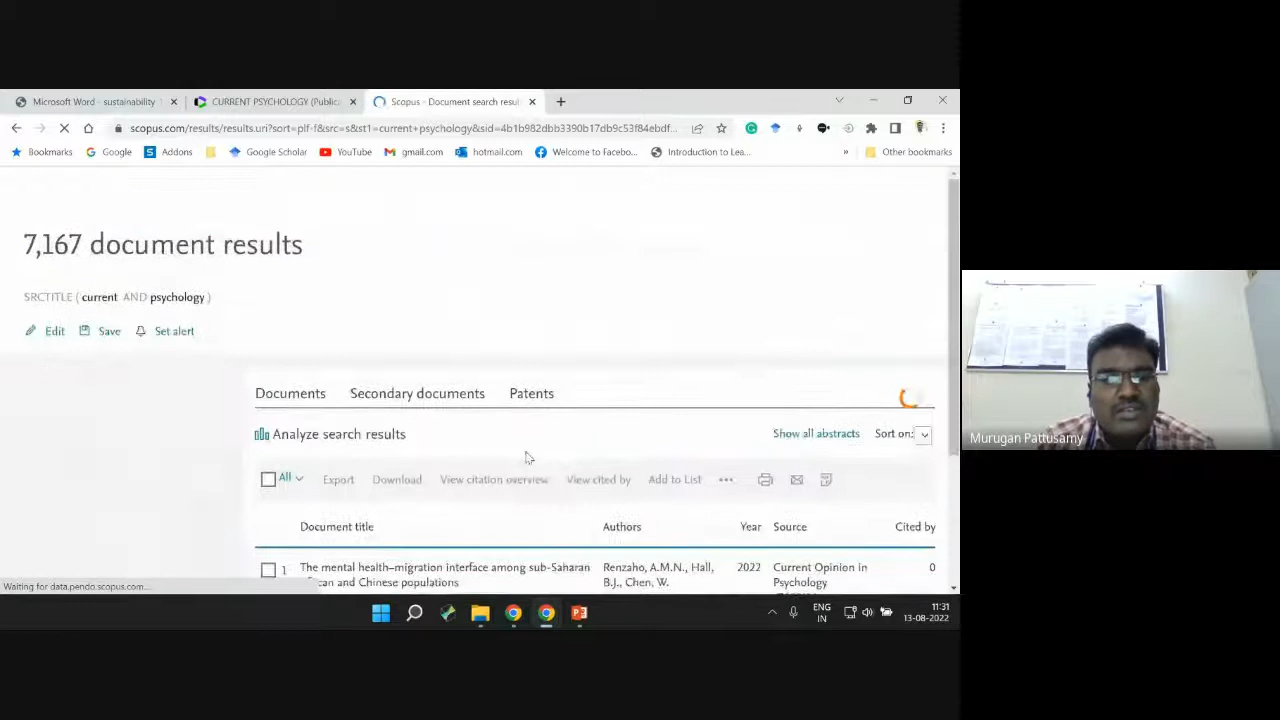 Microsoft Word - sustainability
CURRENT PSYCHOLOGY (Public
Scopus - Document search resul
scopus.com/results/results.uri?sort=plf-f&src=s&st1=current+psychology&sid=4b1b982dbb3390b17db9c53f84ebdf...
Bookmarks Google Addons Google Scholar YouTube gmail.com hotmail.com Welcome to Facebo... Introduction to Lea... » Other bookmarks
7,167 document results
SRCTITLE ( current AND psychology )
Edit Save Set alert
Documents Secondary documents Patents
Analyze search results Show all abstracts Sort on:
All Export Download View citation overview View cited by Add to List ...
Document title Authors Year Source Cited by
1 The mental health–migration interface among sub-Saharan Renzaho, A.M.N., Hall, 2022 Current Opinion in 0
and Chinese populations B.J., Chen, W. Psychology
Waiting for data.pendo.scopus.com...
ENG 11:31
IN 13-08-2022
Murugan Pattusamy